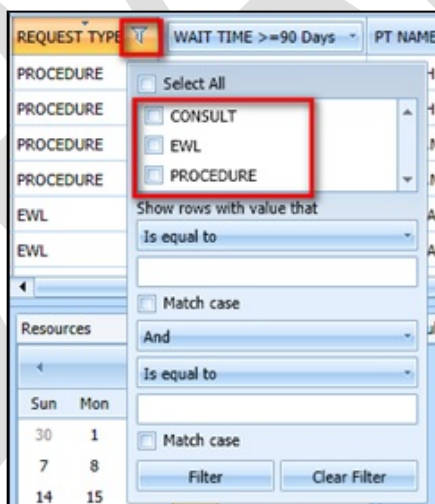 REQUEST TYPE WAIT TIME >=90 Days PT NAME
PROCEDURE
Select All
PROCEDURE
CONSULT
PROCEDURE
EWL
PROCEDURE
PROCEDURE
EWL
Show rows with value that
EWL
Is equal to
Match case
Resources
And
Is equal to
Sun Mon
30 1
Match case
7 8
Filter Clear Filter
14 15